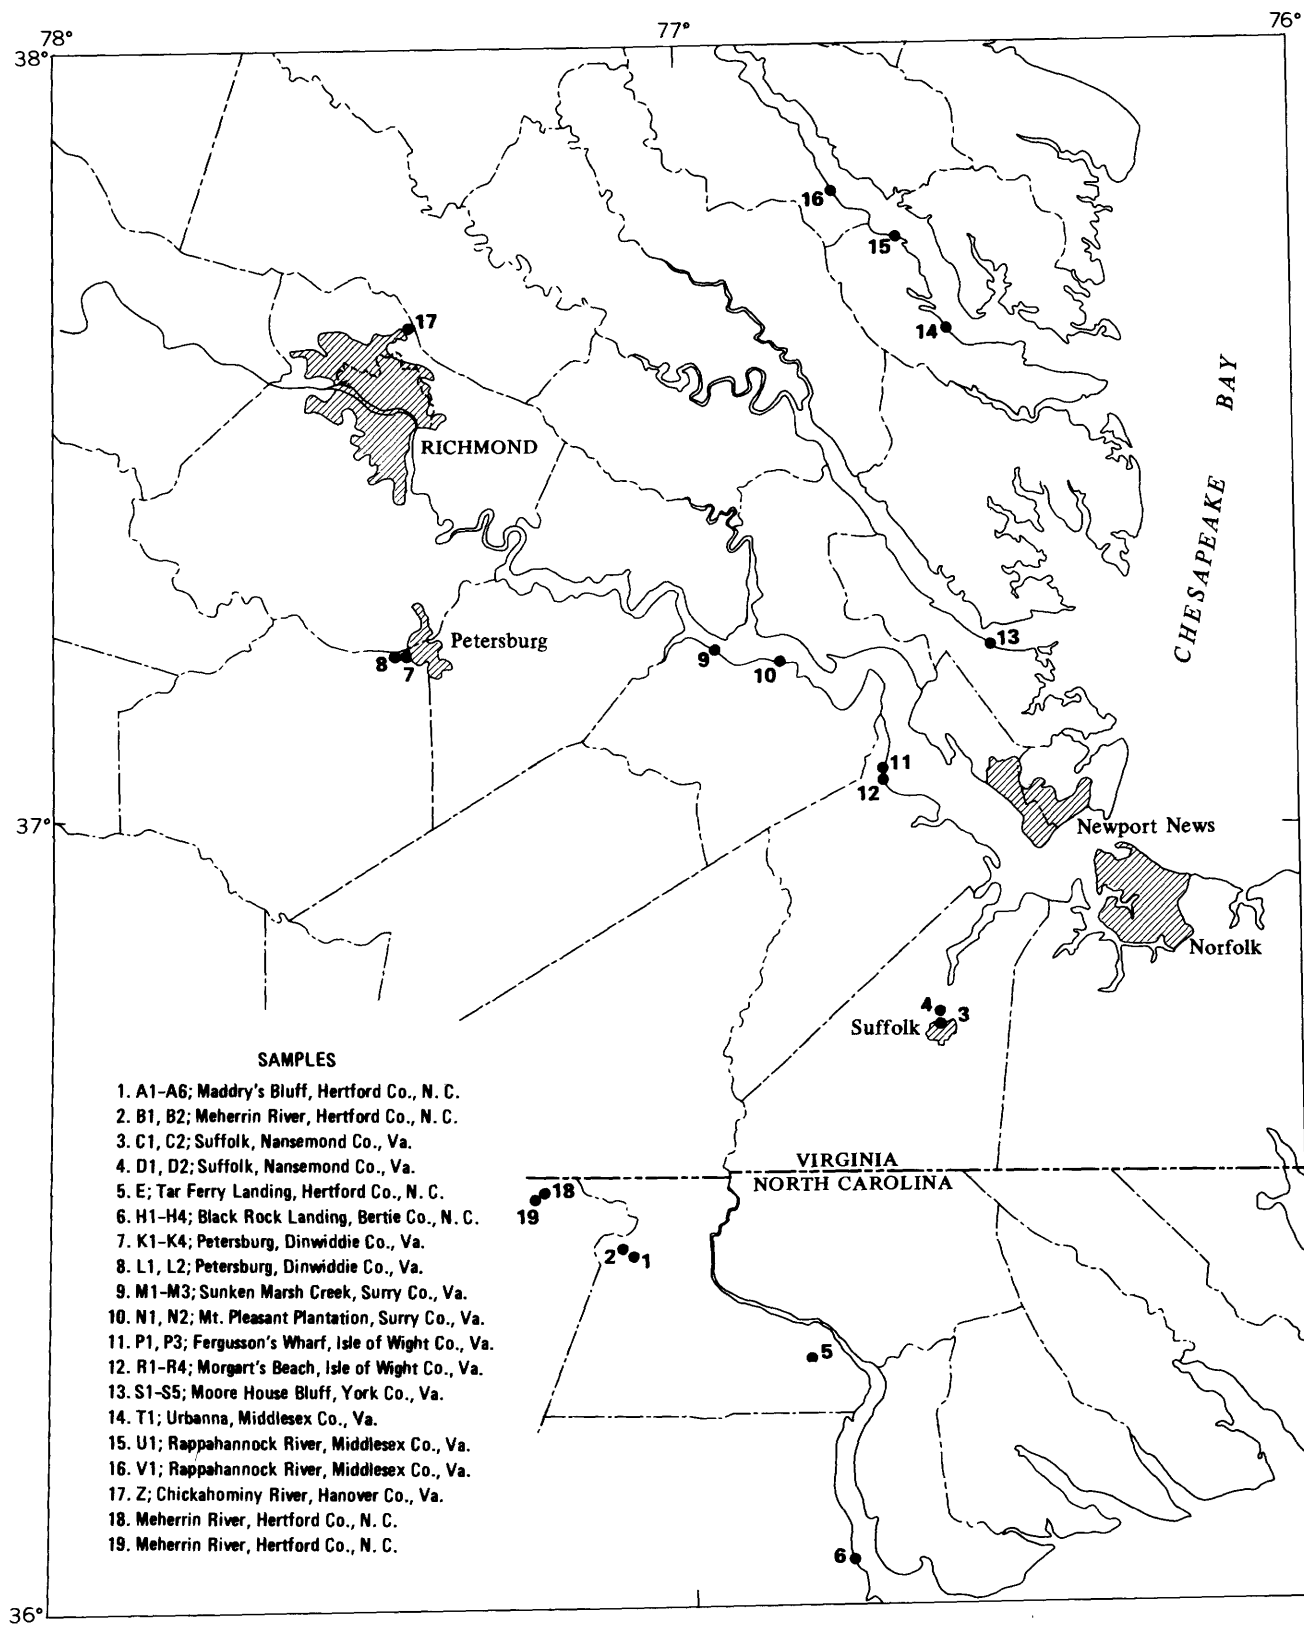 78°
77°
76°
38°
16
15
17
14
CHESAPEAKE BAY
RICHMOND
Petersburg
8
7
9
10
13
11
12
37°
Newport News
Norfolk
4
3
Suffolk
SAMPLES
1. A1–A6; Maddry's Bluff, Hertford Co., N. C.
2. B1, B2; Meherrin River, Hertford Co., N. C.
3. C1, C2; Suffolk, Nansemond Co., Va.
4. D1, D2; Suffolk, Nansemond Co., Va.
5. E; Tar Ferry Landing, Hertford Co., N. C.
6. H1–H4; Black Rock Landing, Bertie Co., N. C.
7. K1–K4; Petersburg, Dinwiddie Co., Va.
8. L1, L2; Petersburg, Dinwiddie Co., Va.
9. M1–M3; Sunken Marsh Creek, Surry Co., Va.
10. N1, N2; Mt. Pleasant Plantation, Surry Co., Va.
11. P1, P3; Fergusson's Wharf, Isle of Wight Co., Va.
12. R1–R4; Morgart's Beach, Isle of Wight Co., Va.
13. S1–S5; Moore House Bluff, York Co., Va.
14. T1; Urbanna, Middlesex Co., Va.
15. U1; Rappahannock River, Middlesex Co., Va.
16. V1; Rappahannock River, Middlesex Co., Va.
17. Z; Chickahominy River, Hanover Co., Va.
18. Meherrin River, Hertford Co., N. C.
19. Meherrin River, Hertford Co., N. C.
VIRGINIA
NORTH CAROLINA
18
19
2
1
5
6
36°